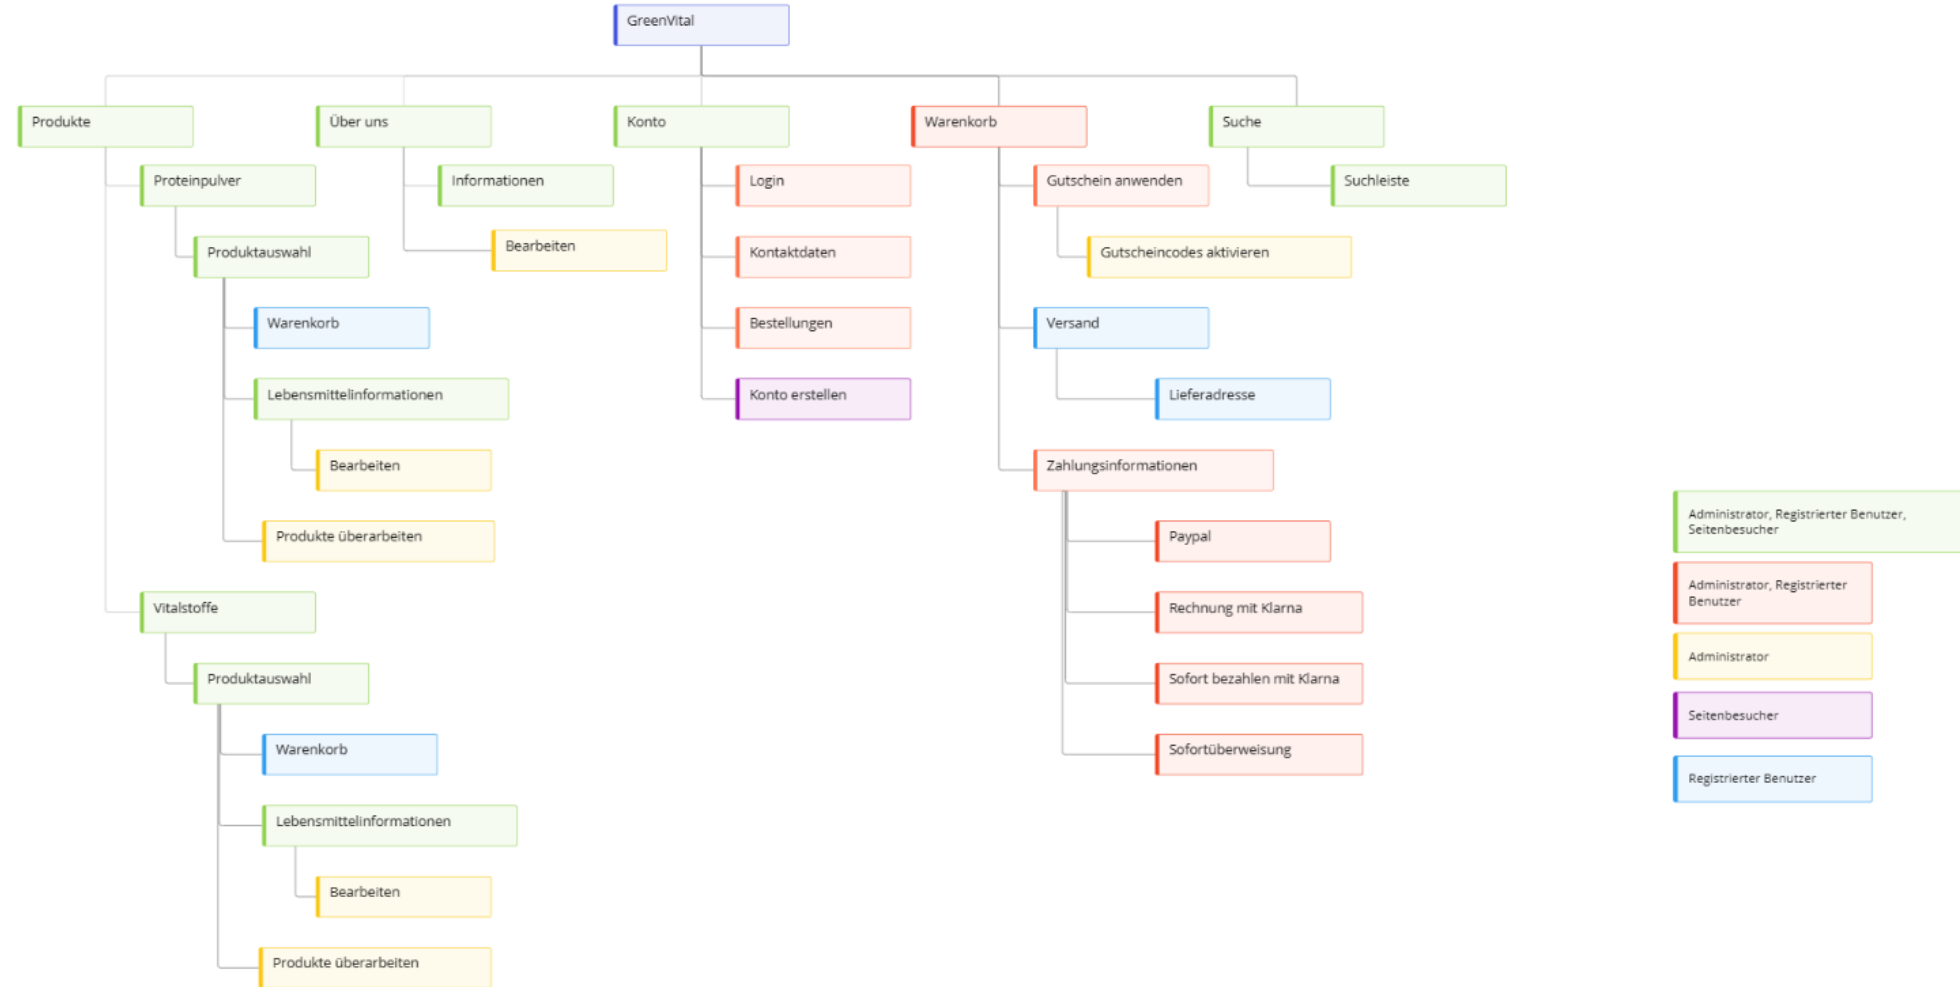 GreenVital
Produkte
Über uns
Konto
Warenkorb
Suche
Proteinpulver
Informationen
Login
Gutschein anwenden
Suchleiste
Produktauswahl
Bearbeiten
Kontaktdaten
Gutscheincodes aktivieren
Warenkorb
Bestellungen
Versand
Lebensmittelinformationen
Konto erstellen
Lieferadresse
Bearbeiten
Zahlungsinformationen
Produkte überarbeiten
Paypal
Vitalstoffe
Rechnung mit Klarna
Produktauswahl
Sofort bezahlen mit Klarna
Warenkorb
Sofortüberweisung
Lebensmittelinformationen
Bearbeiten
Produkte überarbeiten
Administrator, Registrierter Benutzer,
Seitenbesucher
Administrator, Registrierter
Benutzer
Administrator
Seitenbesucher
Registrierter Benutzer